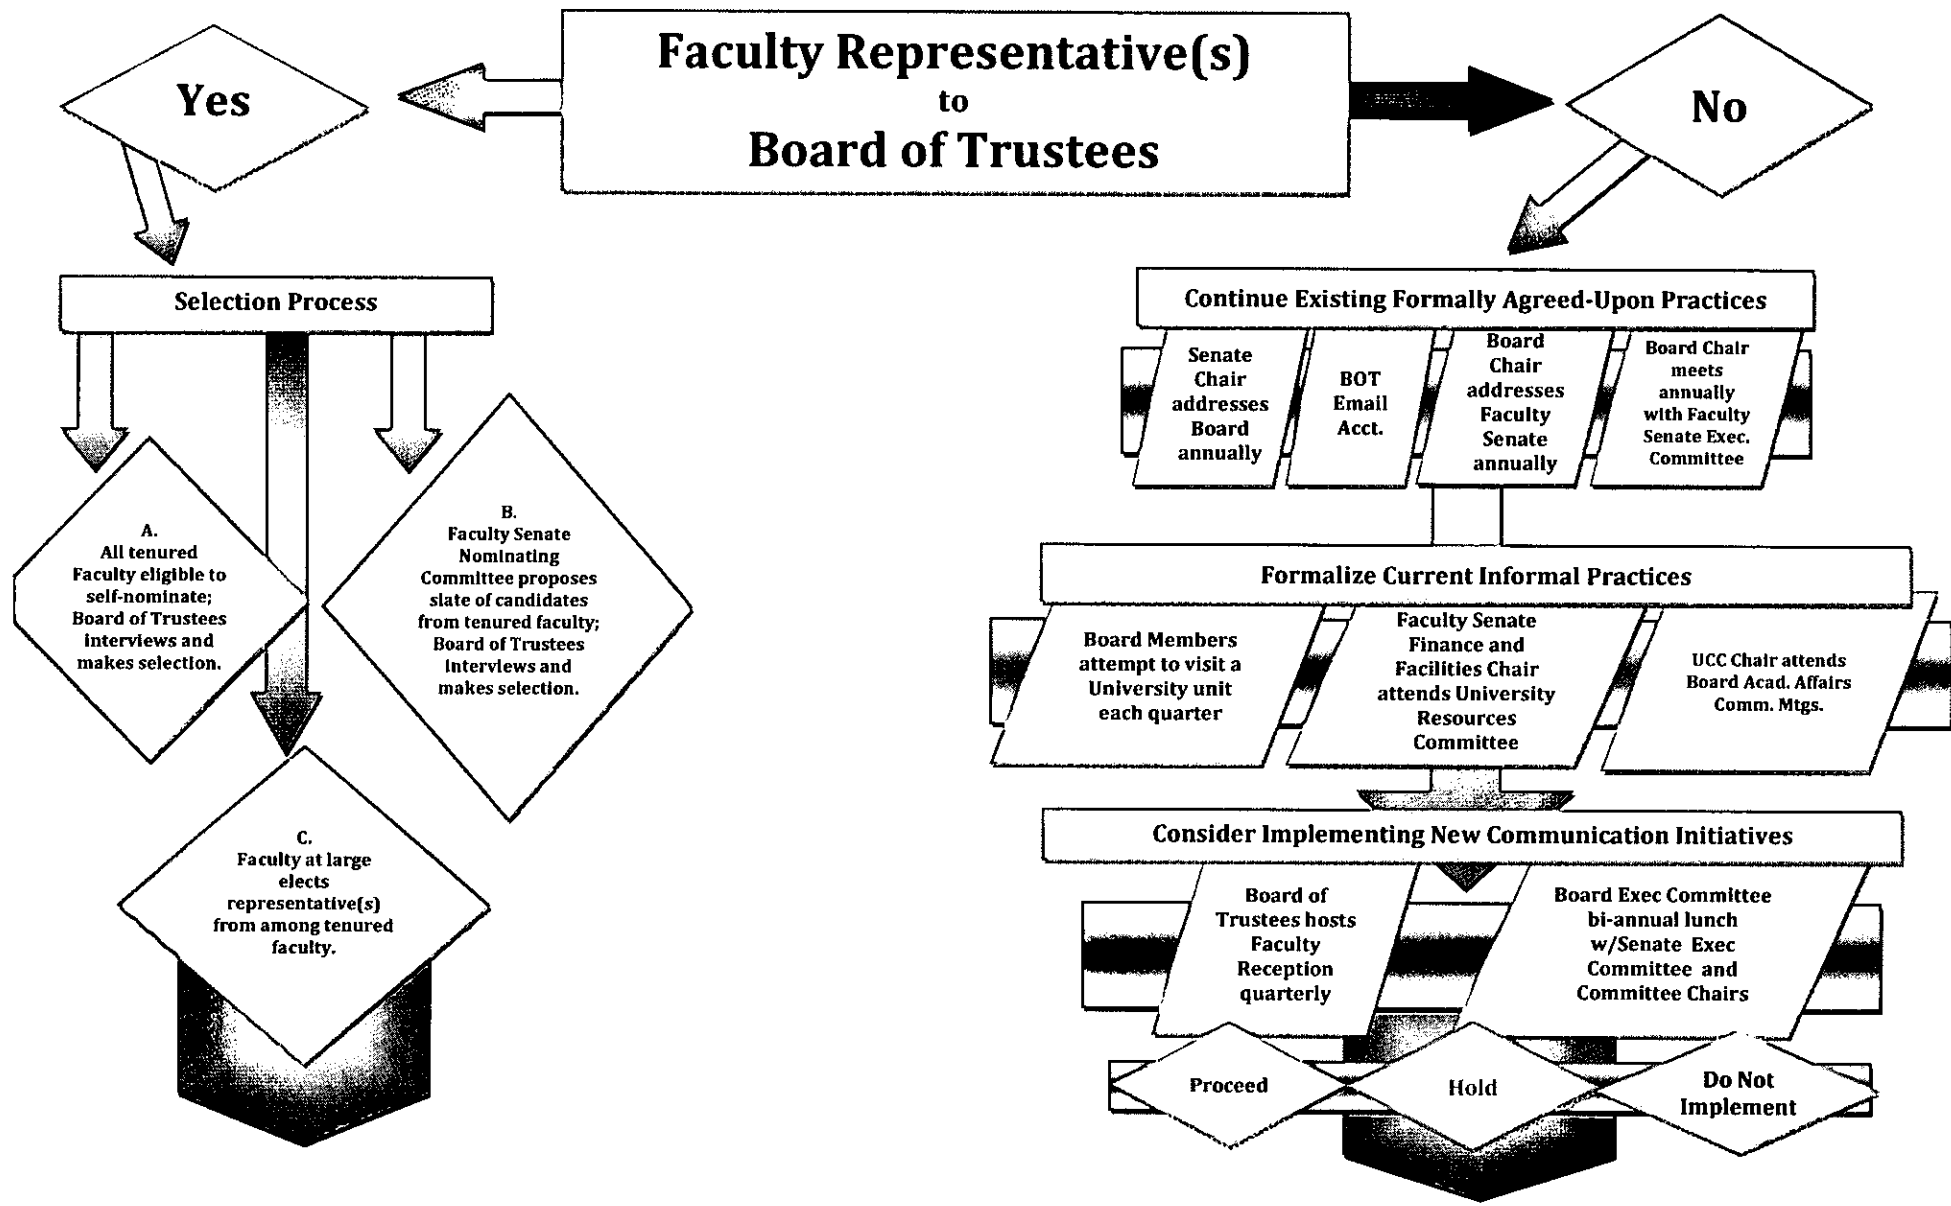 Faculty Representative(s)
to
Board of Trustees
Yes
No
Selection Process
A.
All tenured
Faculty eligible to
self-nominate;
Board of Trustees
interviews and
makes selection.
B.
Faculty Senate
Nominating
Committee proposes
slate of candidates
from tenured faculty;
Board of Trustees
interviews and
makes selection.
C.
Faculty at large
elects
representative(s)
from among tenured
faculty.
Continue Existing Formally Agreed-Upon Practices
Senate
Chair
addresses
Board
annually
BOT
Email
Acct.
Board
Chair
addresses
Faculty
Senate
annually
Board Chair
meets
annually
with Faculty
Senate Exec.
Committee
Formalize Current Informal Practices
Board Members
attempt to visit a
University unit
each quarter
Faculty Senate
Finance and
Facilities Chair
attends University
Resources
Committee
UCC Chair attends
Board Acad. Affairs
Comm. Mtgs.
Consider Implementing New Communication Initiatives
Board of
Trustees hosts
Faculty
Reception
quarterly
Board Exec Committee
bi-annual lunch
w/Senate Exec
Committee and
Committee Chairs
Proceed
Hold
Do Not
Implement